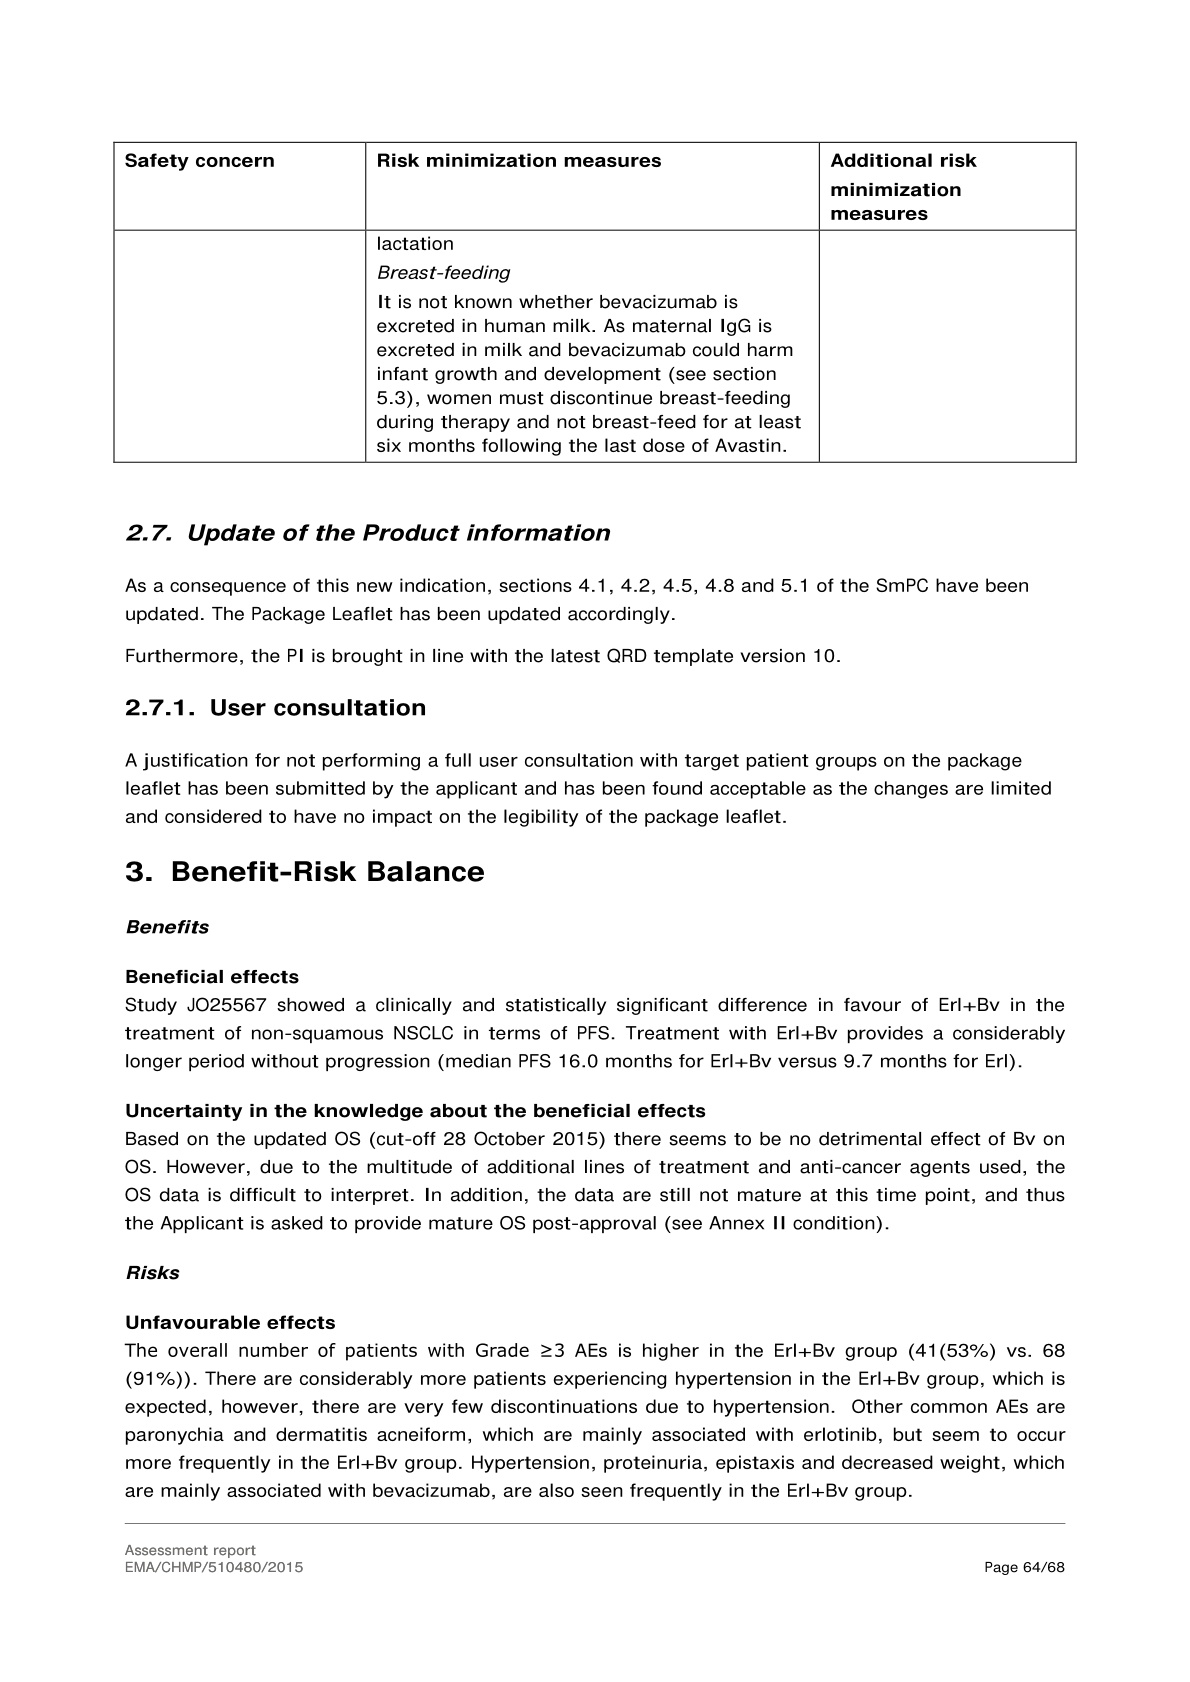 Safety concern
Risk minimization measures
Additional risk
minimization
measures
lactation
Breast-feeding
It is not known whether bevacizumab is
excreted in human milk. As maternal IgG is
excreted in milk and bevacizumab could harm
infant growth and development (see section
5.3), women must discontinue breast-feeding
during therapy and not breast-feed for at least
six months following the last dose of Avastin.
2.7. Update of the Product information
As a consequence of this new indication, sections 4.1, 4.2, 4.5, 4.8 and 5.1 of the SmPC have been
updated. The Package Leaflet has been updated accordingly.
Furthermore, the PI is brought in line with the latest QRD template version 10.
2.7.1. User consultation
A justification for not performing a full user consultation with target patient groups on the package
leaflet has been submitted by the applicant and has been found acceptable as the changes are limited
and considered to have no impact on the legibility of the package leaflet.
3. Benefit-Risk Balance
Benefits
Beneficial effects
Study JO25567 showed a clinically and statistically significant difference in favour of Erl+Bv in the
treatment of non-squamous NSCLC in terms of PFS. Treatment with Erl+Bv provides a considerably
longer period without progression (median PFS 16.0 months for Erl+Bv versus 9.7 months for Erl).
Uncertainty in the knowledge about the beneficial effects
Based on the updated OS (cut-off 28 October 2015) there seems to be no detrimental effect of Bv on
OS. However, due to the multitude of additional lines of treatment and anti-cancer agents used, the
OS data is difficult to interpret. In addition, the data are still not mature at this time point, and thus
the Applicant is asked to provide mature OS post-approval (see Annex II condition).
Risks
Unfavourable effects
The overall number of patients with Grade ≥3 AEs is higher in the Erl+Bv group (41(53%) vs. 68
(91%)). There are considerably more patients experiencing hypertension in the Erl+Bv group, which is
expected, however, there are very few discontinuations due to hypertension. Other common AEs are
paronychia and dermatitis acneiform, which are mainly associated with erlotinib, but seem to occur
more frequently in the Erl+Bv group. Hypertension, proteinuria, epistaxis and decreased weight, which
are mainly associated with bevacizumab, are also seen frequently in the Erl+Bv group.
Assessment report
EMA/CHMP/510480/2015
Page 64/68